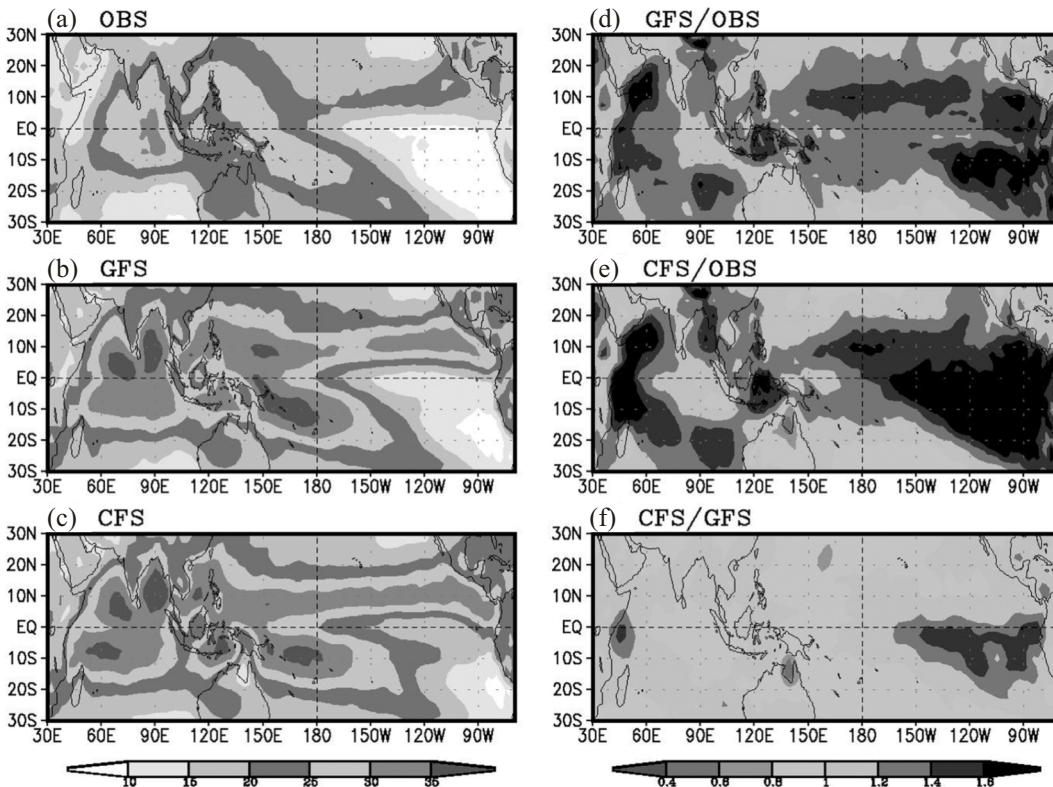 (a) OBS
30N
20N
10N
EQ
10S
20S
30S
30E 60E 90E 120E 150E 180 150W 120W 90W
(b) GFS
30N
20N
10N
EQ
10S
20S
30S
30E 60E 90E 120E 150E 180 150W 120W 90W
(c) CFS
30N
20N
10N
EQ
10S
20S
30S
30E 60E 90E 120E 150E 180 150W 120W 90W
10 15 20 25 30 35
(d) GFS/OBS
30N
20N
10N
EQ
10S
20S
30S
30E 60E 90E 120E 150E 180 150W 120W 90W
(e) CFS/OBS
30N
20N
10N
EQ
10S
20S
30S
30E 60E 90E 120E 150E 180 150W 120W 90W
(f) CFS/GFS
30N
20N
10N
EQ
10S
20S
30S
30E 60E 90E 120E 150E 180 150W 120W 90W
0.4 0.6 0.8 1 1.2 1.4 1.6